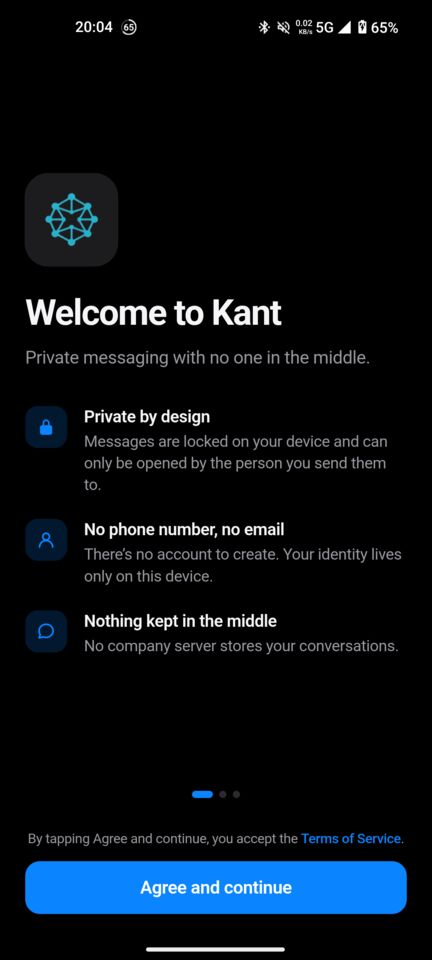 20:04 65 0.02 KB/s 5G 65%
Welcome to Kant
Private messaging with no one in the middle.
Private by design
Messages are locked on your device and can
only be opened by the person you send them
to.
No phone number, no email
There’s no account to create. Your identity lives
only on this device.
Nothing kept in the middle
No company server stores your conversations.
By tapping Agree and continue, you accept the Terms of Service.
Agree and continue